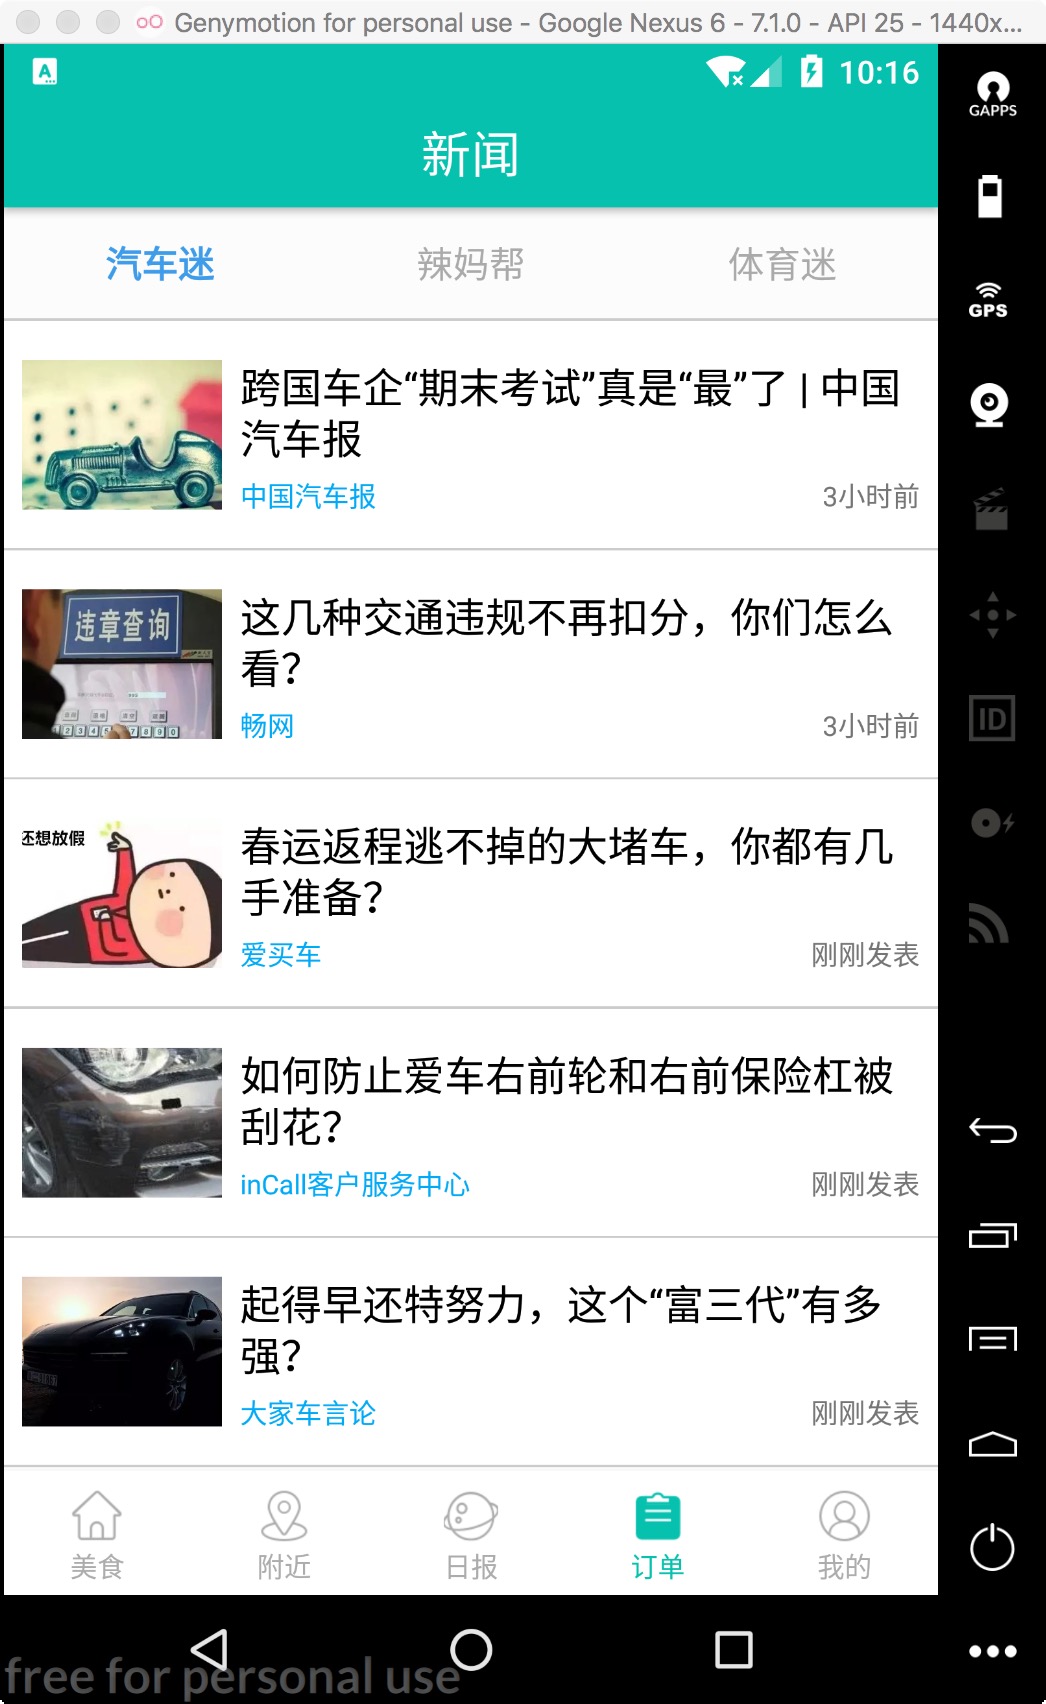 Genymotion for personal use - Google Nexus 6 - 7.1.0 - API 25 - 1440x...
A
10:16
GAPPS
新闻
汽车迷 辣妈帮 体育迷
GPS
跨国车企“期末考试”真是“最”了 | 中国
汽车报
中国汽车报 3小时前
违章查询
这几种交通违规不再扣分，你们怎么
看？
畅网 3小时前
ID
还想放假
春运返程逃不掉的大堵车，你都有几
手准备？
爱买车 刚刚发表
如何防止爱车右前轮和右前保险杠被
刮花？
inCall客户服务中心 刚刚发表
起得早还特努力，这个“富三代”有多
强？
大家车言论 刚刚发表
美食 附近 日报 订单 我的
free for personal use